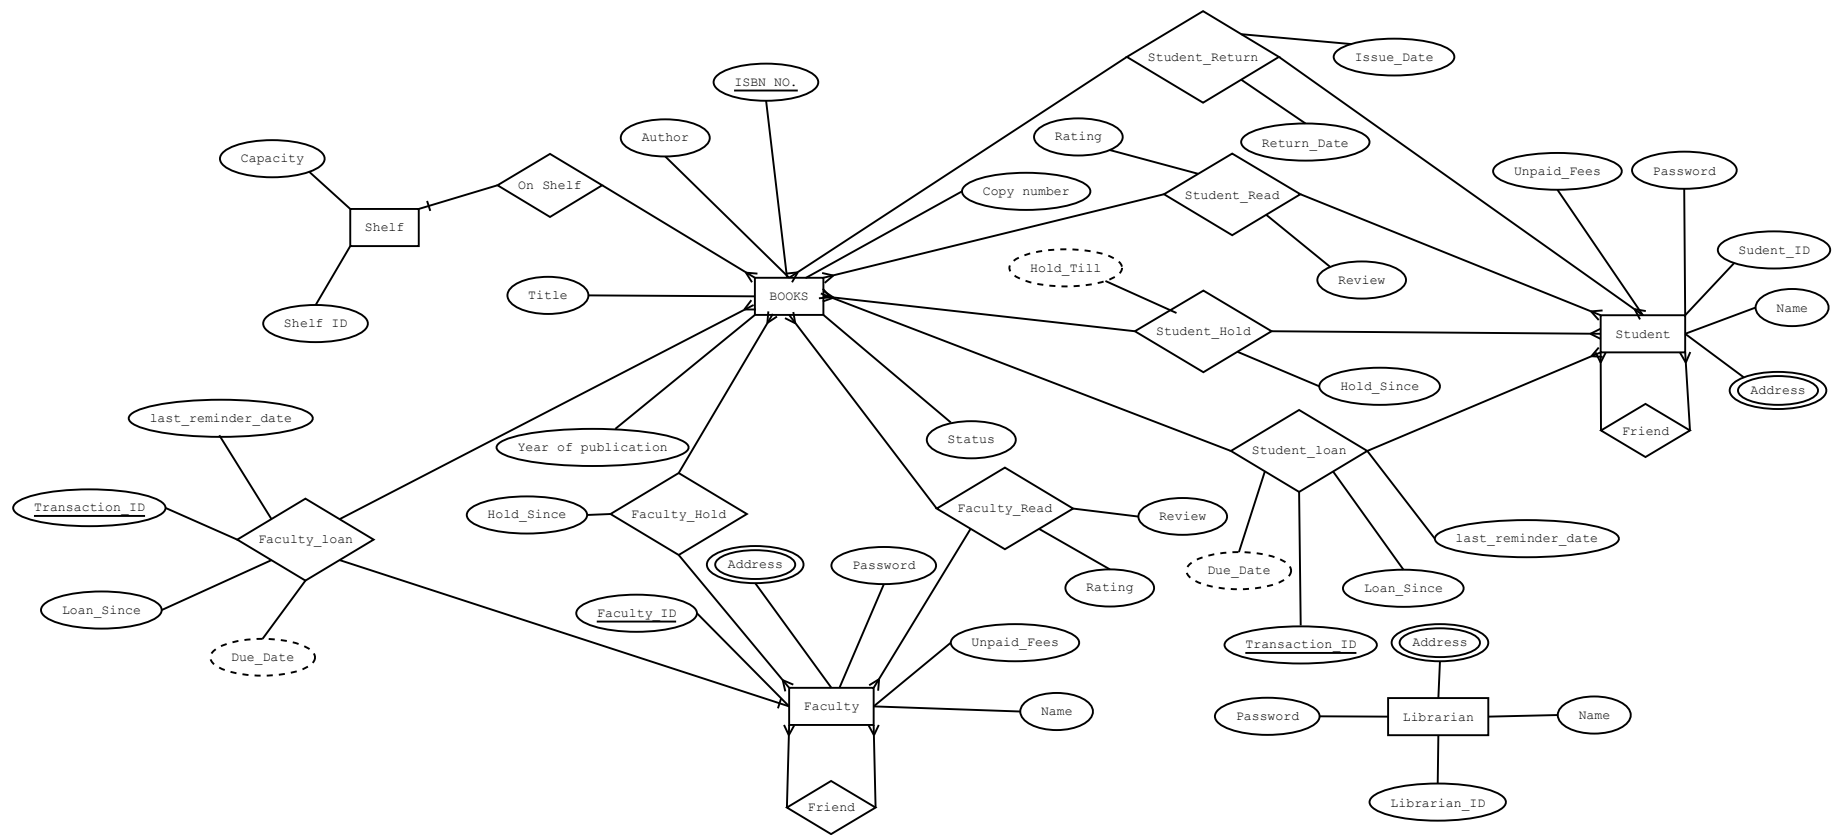 Student_Return
Issue_Date
ISBN NO.
Author
Rating
Return_Date
Capacity
On Shelf
Copy number
Student_Read
Unpaid_Fees
Password
Shelf
Sudent_ID
Hold_Till
Review
Title
BOOKS
Name
Shelf ID
Student_Hold
Student
Hold_Since
Address
last_reminder_date
Year of publication
Status
Student_loan
Friend
Transaction_ID
Hold_Since
Faculty_Hold
Faculty_Read
Review
Faculty_loan
last_reminder_date
Address
Password
Due_Date
Rating
Loan_Since
Loan_Since
Faculty_ID
Unpaid_Fees
Transaction_ID
Address
Due_Date
Faculty
Name
Password
Librarian
Name
Friend
Librarian_ID